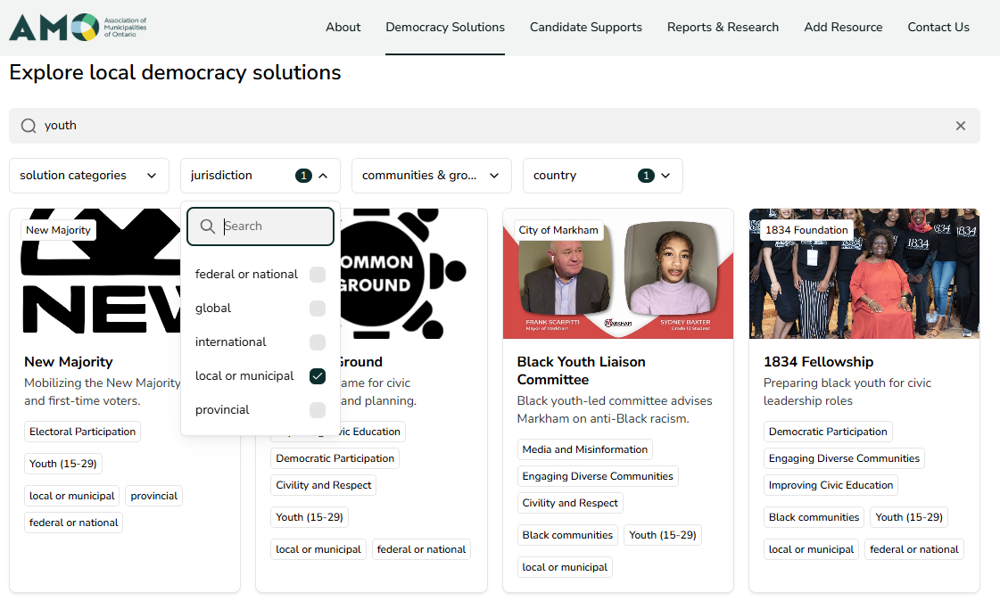 AMO
Association of
Municipalities
of Ontario
About
Democracy Solutions
Candidate Supports
Reports & Research
Add Resource
Contact Us
Explore local democracy solutions
youth
solution categories
jurisdiction
1
communities & gro...
country
1
Search
federal or national
global
international
local or municipal
provincial
New Majority
NEW
New Majority
Mobilizing the New Majority
and first-time voters.
Electoral Participation
Youth (15-29)
local or municipal
provincial
federal or national
COMMON
GROUND
Ground
ame for civic
and planning.
Civic Education
Democratic Participation
Civility and Respect
Youth (15-29)
local or municipal
federal or national
City of Markham
FRANK SCARPITTI
Mayor of Markham
MARKHAM
SYDNEY BAXTER
Grade 12 Student
Black Youth Liaison
Committee
Black youth-led committee advises
Markham on anti-Black racism.
Media and Misinformation
Engaging Diverse Communities
Civility and Respect
Black communities
Youth (15-29)
local or municipal
1834 Foundation
1834
1834
1834 Fellowship
Preparing black youth for civic
leadership roles
Democratic Participation
Engaging Diverse Communities
Improving Civic Education
Black communities
Youth (15-29)
local or municipal
federal or national